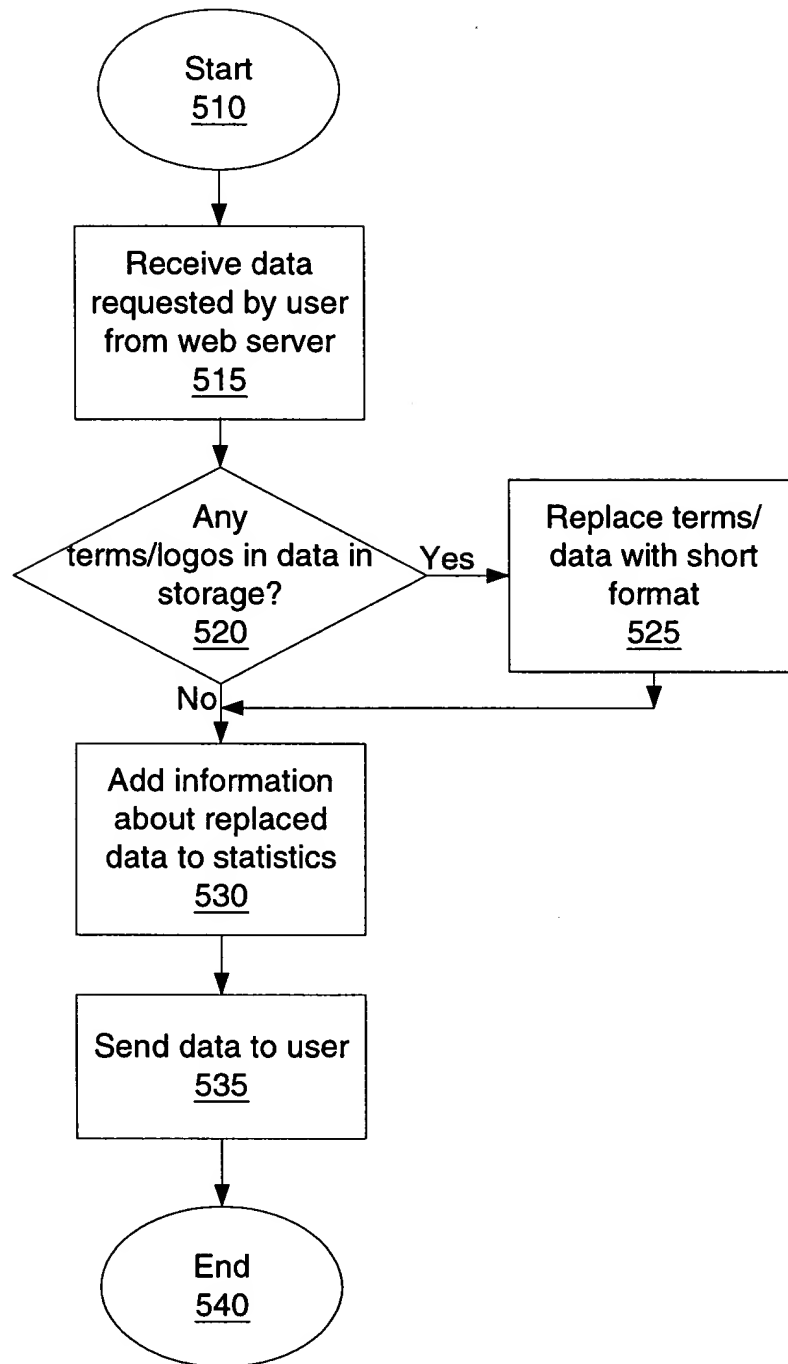 Start
510
Receive data
requested by user
from web server
515
Any
terms/logos in data in
storage?
520
Yes
Replace terms/
data with short
format
525
No
Add information
about replaced
data to statistics
530
Send data to user
535
End
540